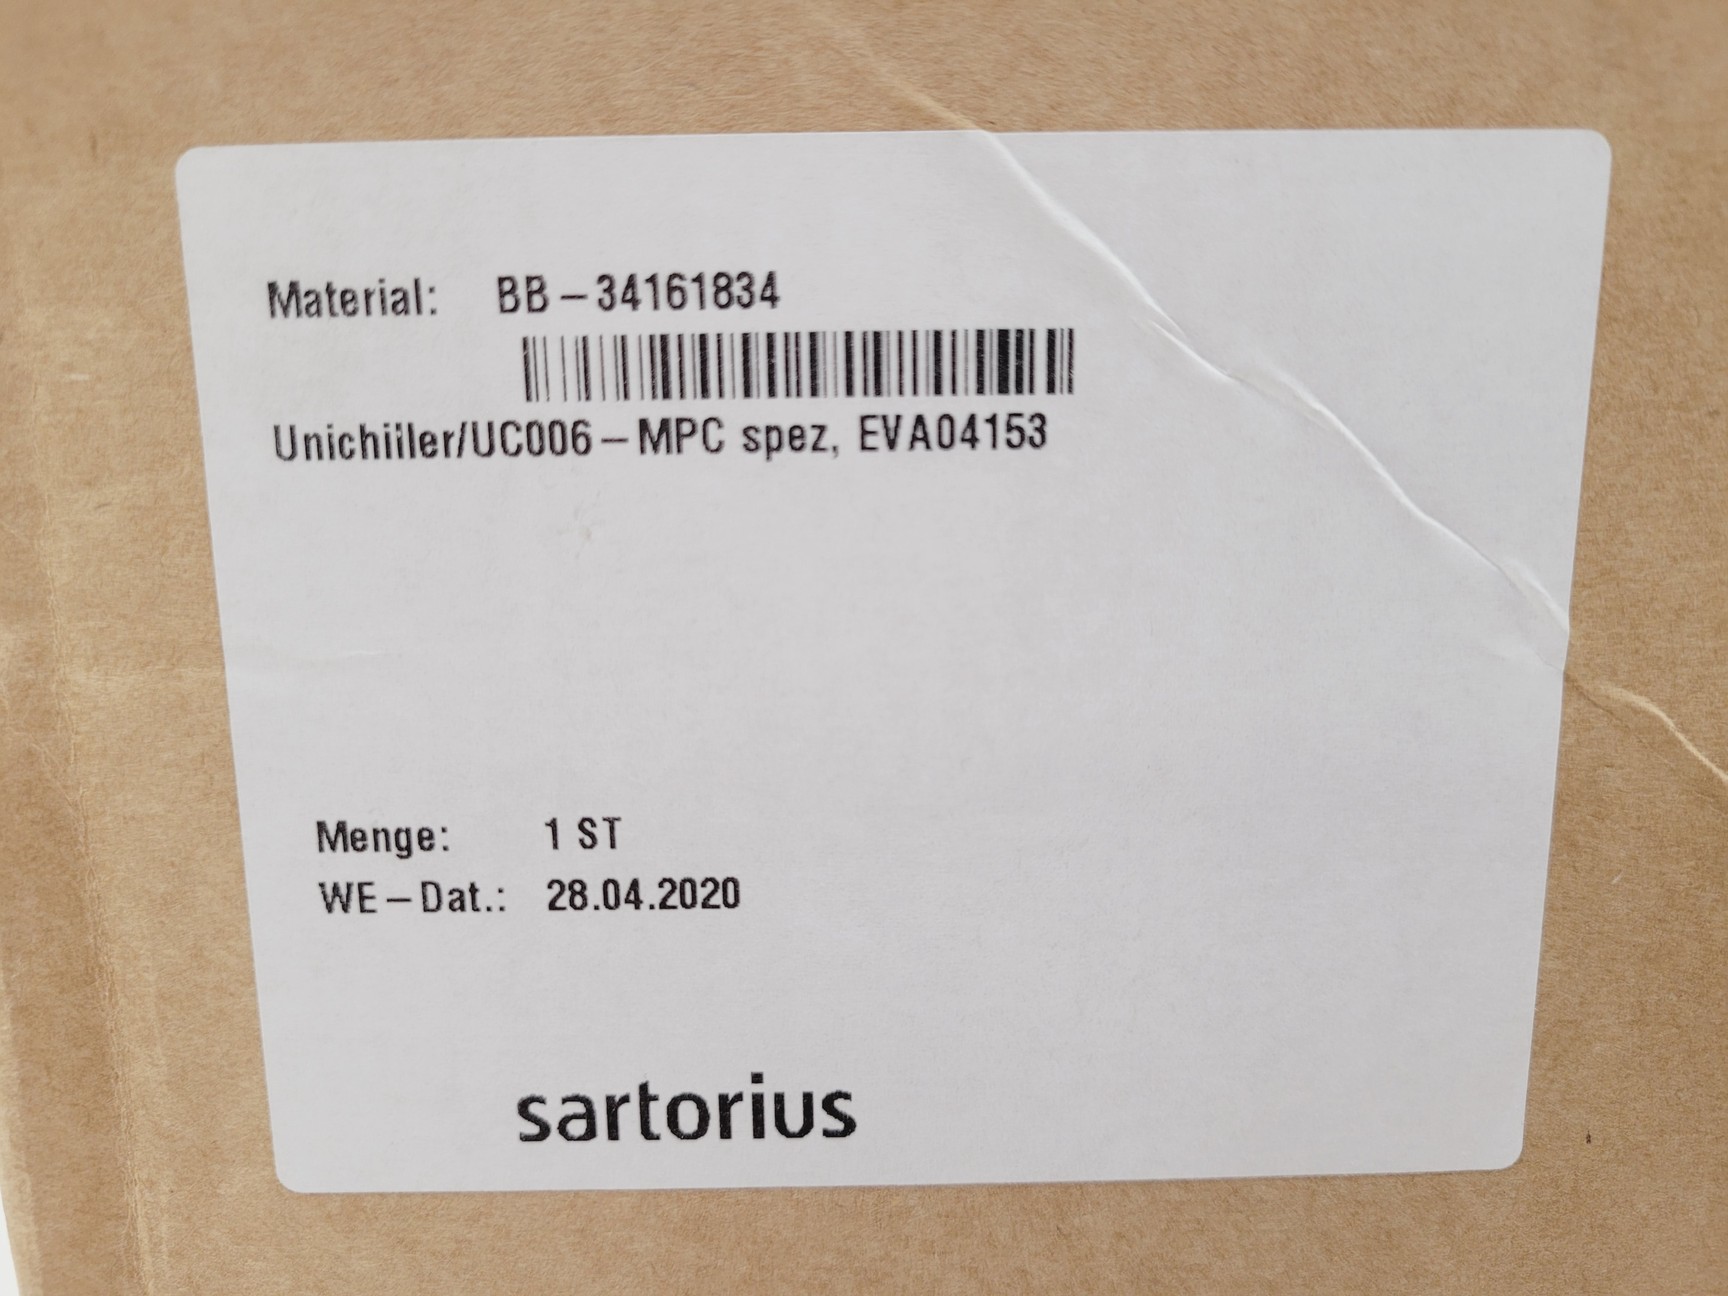 Material: BB-34161834
Unichiiler/UC006-MPC spez, EVA04153
Menge: 1 ST
WE-Dat.: 28.04.2020
sartorius